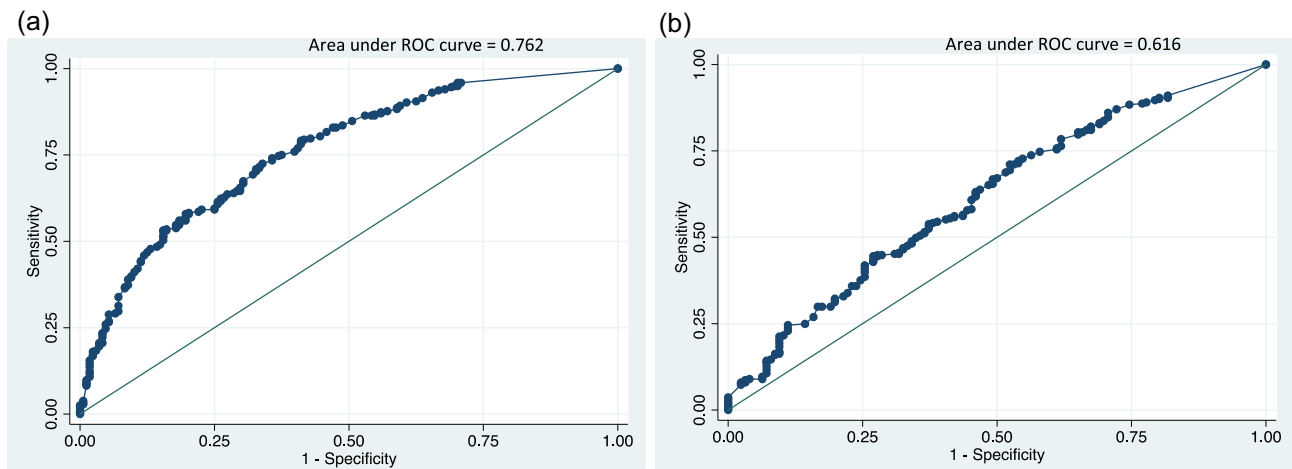 (a)
Area under ROC curve = 0.762
Sensitivity
1.00
0.75
0.50
0.25
0.00
0.00 0.25 0.50 0.75 1.00
1 - Specificity
(b)
Area under ROC curve = 0.616
Sensitivity
1.00
0.75
0.50
0.25
0.00
0.00 0.25 0.50 0.75 1.00
1 - Specificity